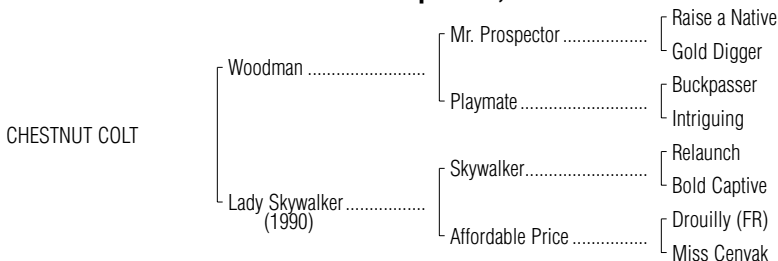 Raise a Native
Mr. Prospector
Gold Digger
Woodman
Buckpasser
Playmate
Intriguing
CHESTNUT COLT
Relaunch
Skywalker
Bold Captive
Lady Skywalker
(1990)
Drouilly (FR)
Affordable Price
Miss Cenyak